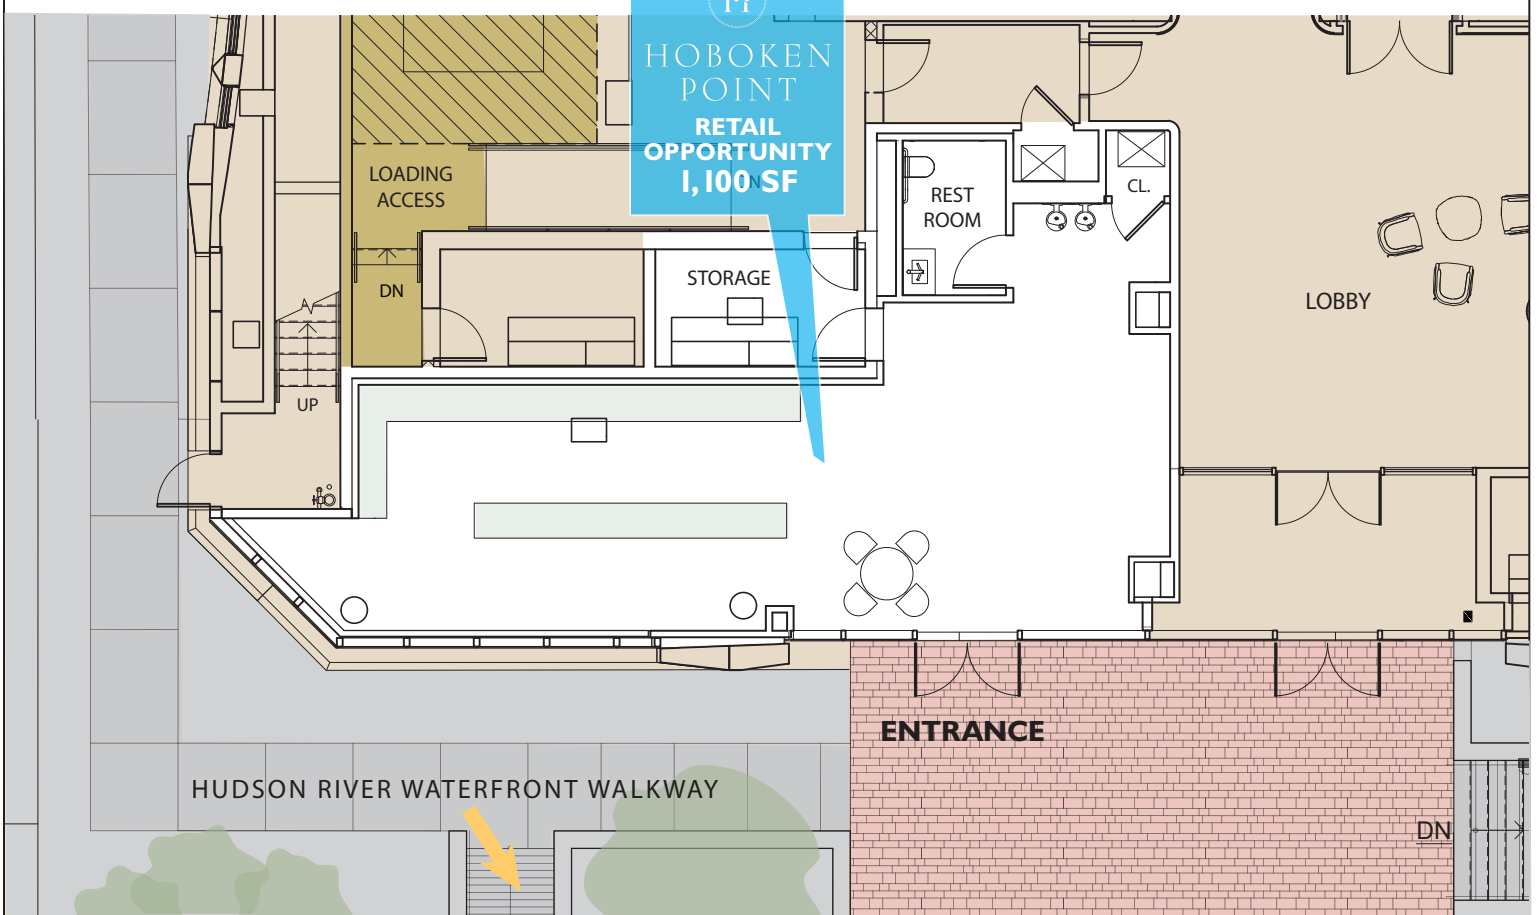 HOBOKEN
POINT
RETAIL
OPPORTUNITY
1,100 SF
LOADING
ACCESS
DN
STORAGE
REST
ROOM
CL.
LOBBY
UP
ENTRANCE
HUDSON RIVER WATERFRONT WALKWAY
DN